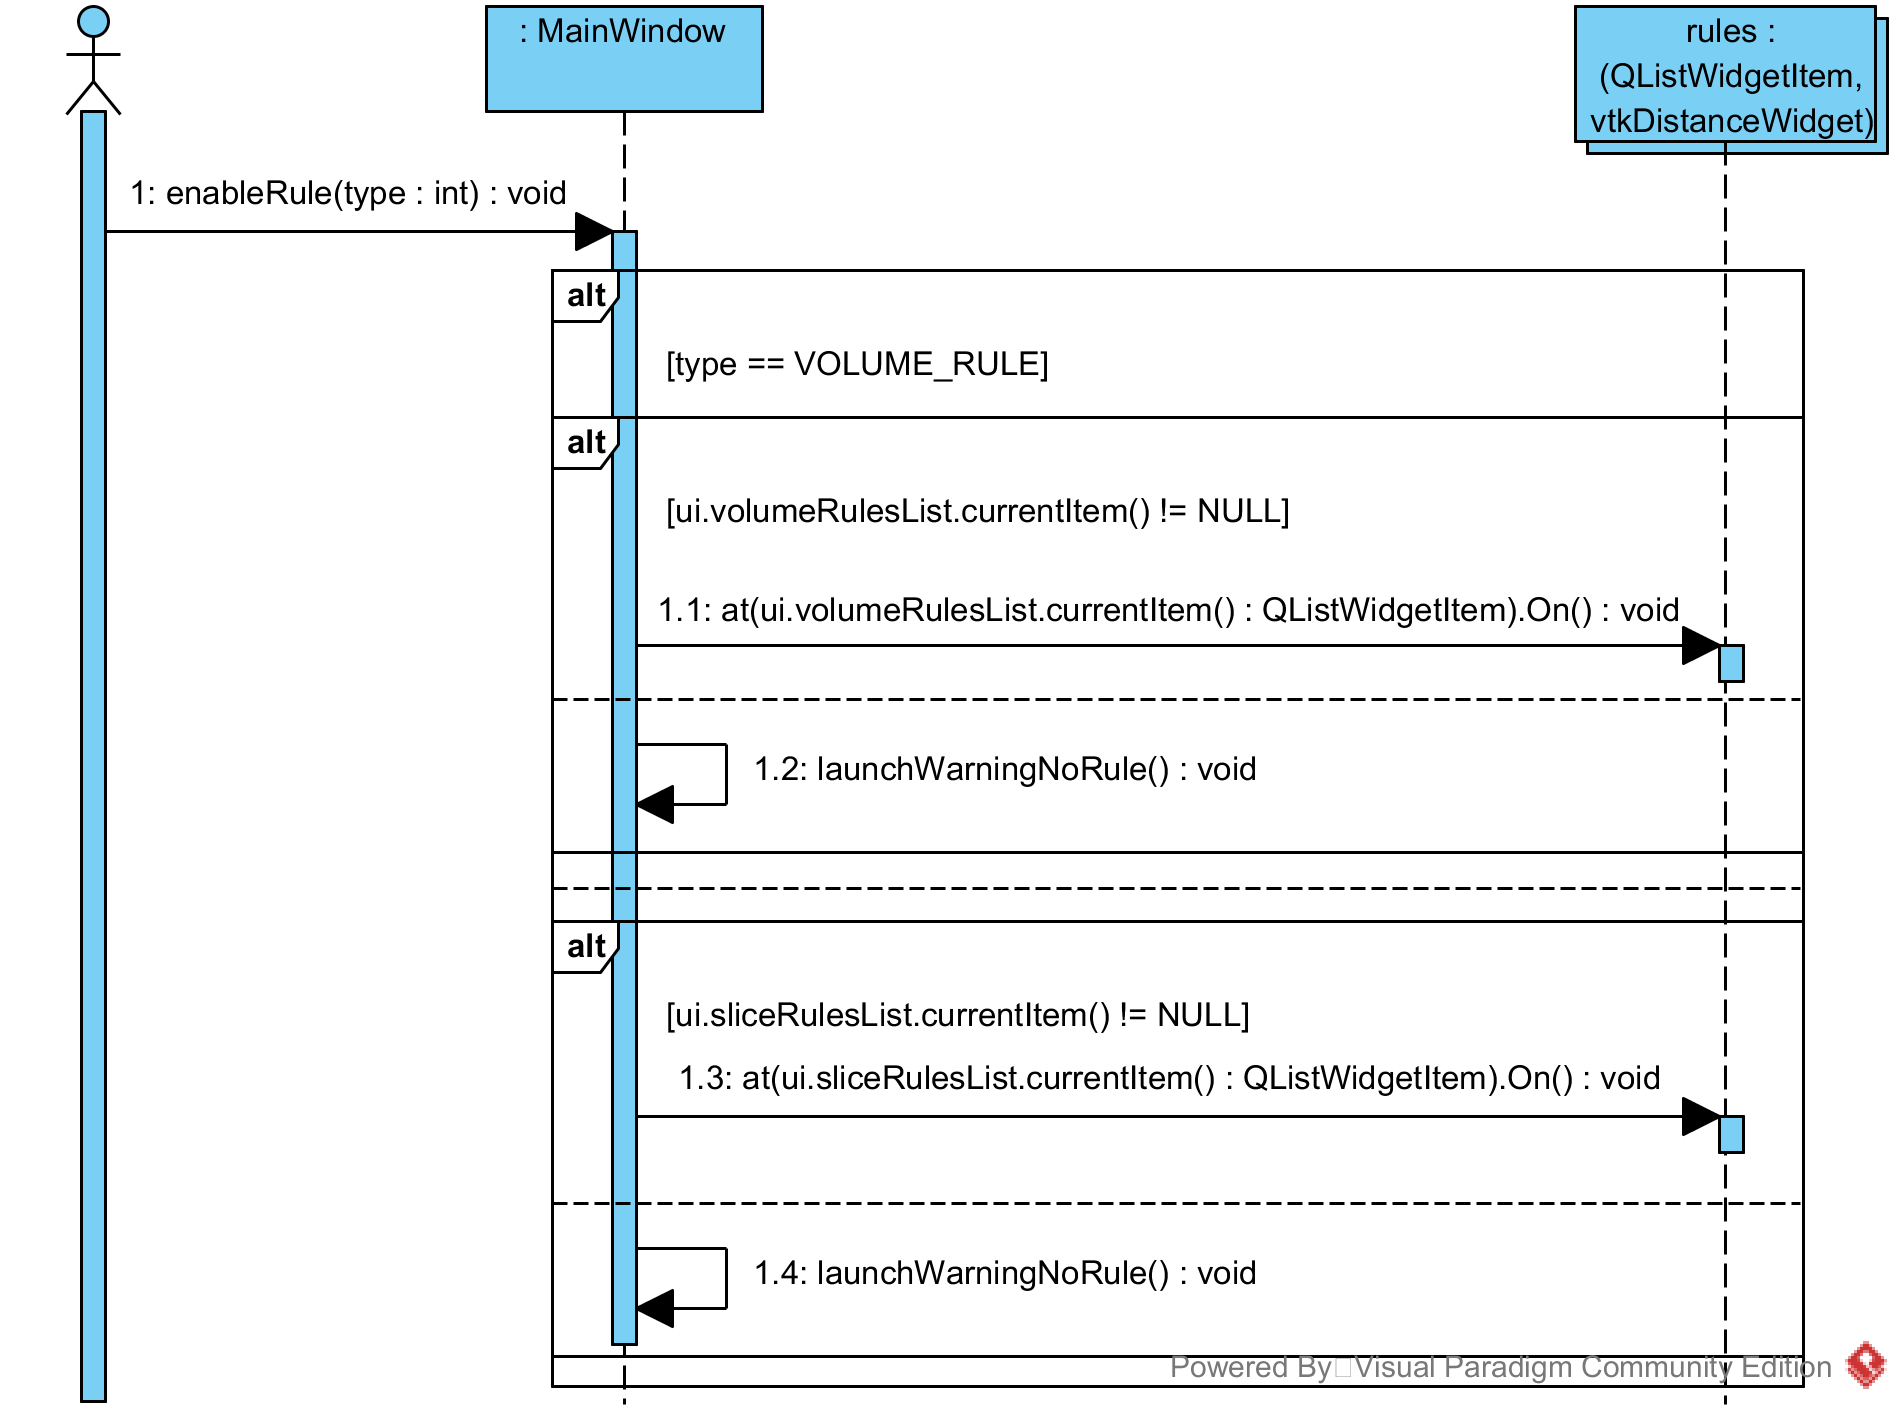 : MainWindow
rules :
(QListWidgetItem,
vtkDistanceWidget)
1: enableRule(type : int) : void
alt
[type == VOLUME_RULE]
alt
[ui.volumeRulesList.currentItem() != NULL]
1.1: at(ui.volumeRulesList.currentItem() : QListWidgetItem).On() : void
1.2: launchWarningNoRule() : void
alt
[ui.sliceRulesList.currentItem() != NULL]
1.3: at(ui.sliceRulesList.currentItem() : QListWidgetItem).On() : void
1.4: launchWarningNoRule() : void
Powered By Visual Paradigm Community Edition